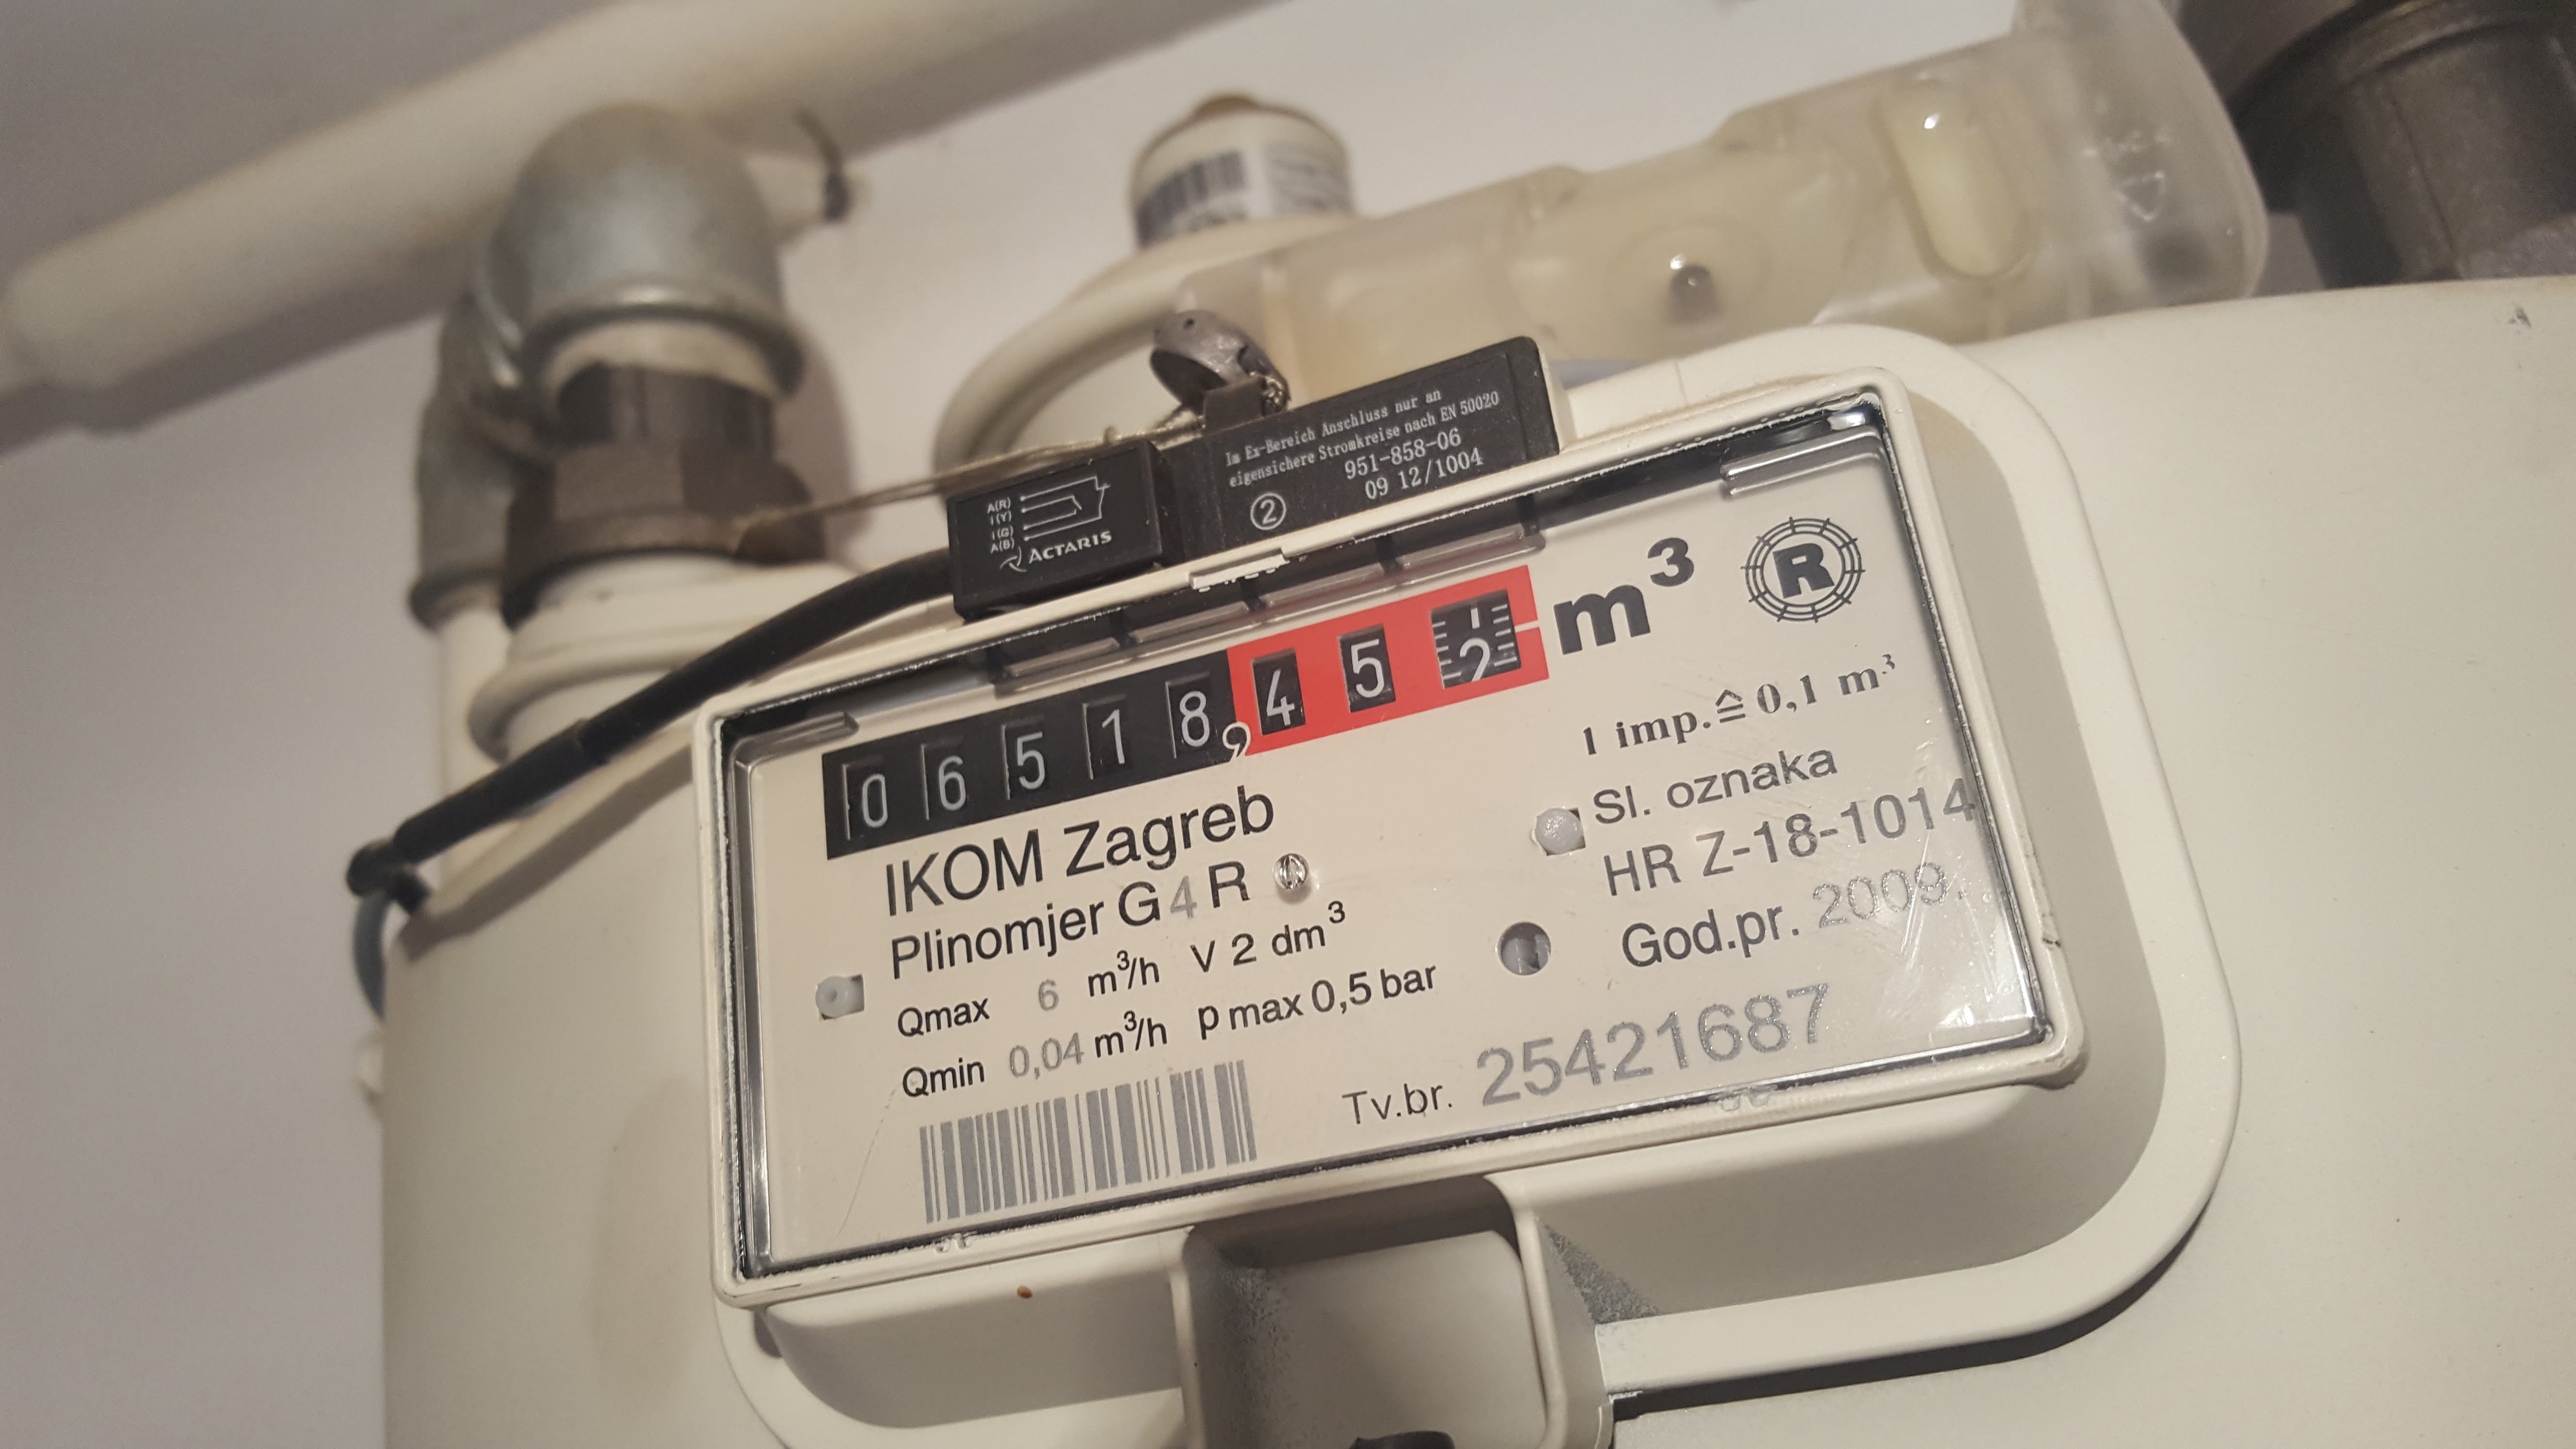 Im Ex-Bereich Anschluss nur an
eigensichere Stromkreise nach EN 50020
951-858-06
② 09 12/1004
A(R)
I(Y)
I(G)
A(B)
ACTARIS
m³ R
06518,452
1 imp.≙0,1 m³
IKOM Zagreb
Plinomjer G4R
Qmax 6 m³/h V 2 dm³
Qmin 0,04 m³/h p max 0,5 bar
Sl. oznaka
HR Z-18-1014
God.pr. 2009.
Tv.br. 25421687